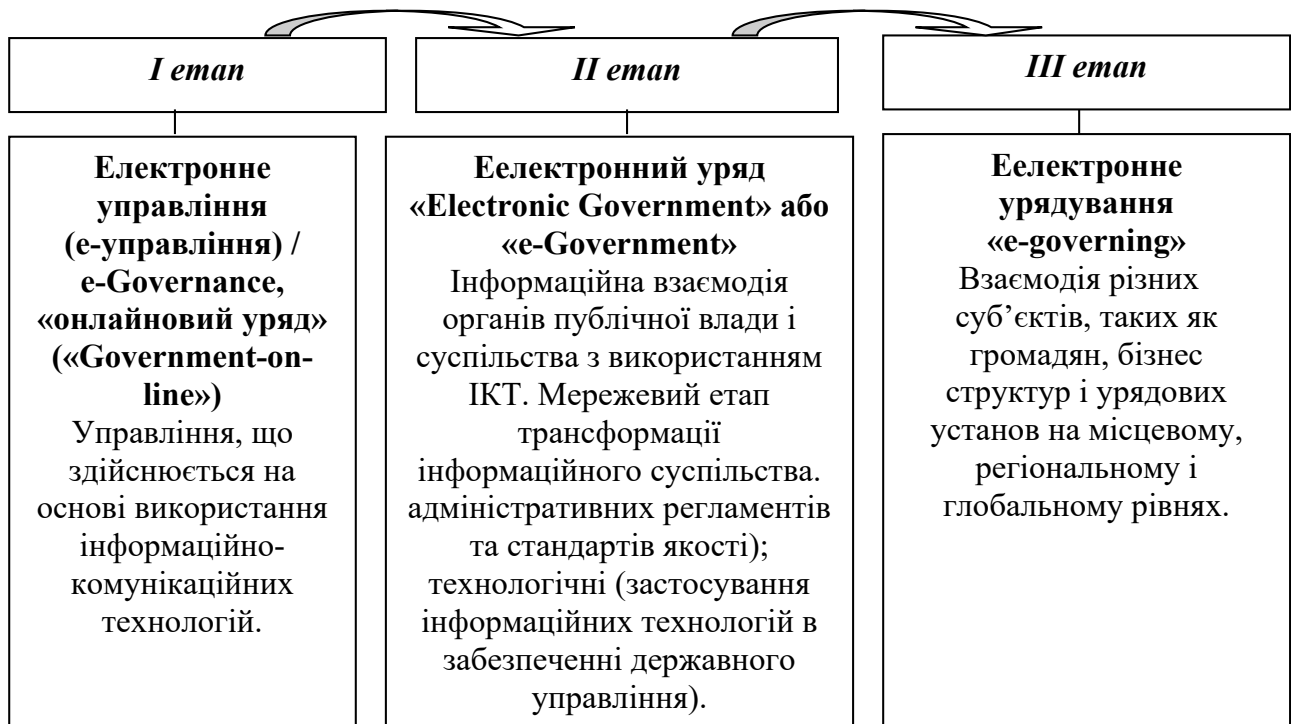 I етап
II етап
III етап
Електронне
управління
(е-управління) /
e-Governance,
«онлайновий уряд»
(«Government-on-
line»)
Управління, що
здійснюється на
основі використання
інформаційно-
комунікаційних
технологій.
Еелектронний уряд
«Electronic Government» або
«e-Government»
Інформаційна взаємодія
органів публічної влади і
суспільства з використанням
ІКТ. Мережевий етап
трансформації
інформаційного суспільства.
адміністративних регламентів
та стандартів якості);
технологічні (застосування
інформаційних технологій в
забезпеченні державного
управління).
Еелектронне
урядування
«e-governing»
Взаємодія різних
суб’єктів, таких як
громадян, бізнес
структур і урядових
установ на місцевому,
регіональному і
глобальному рівнях.